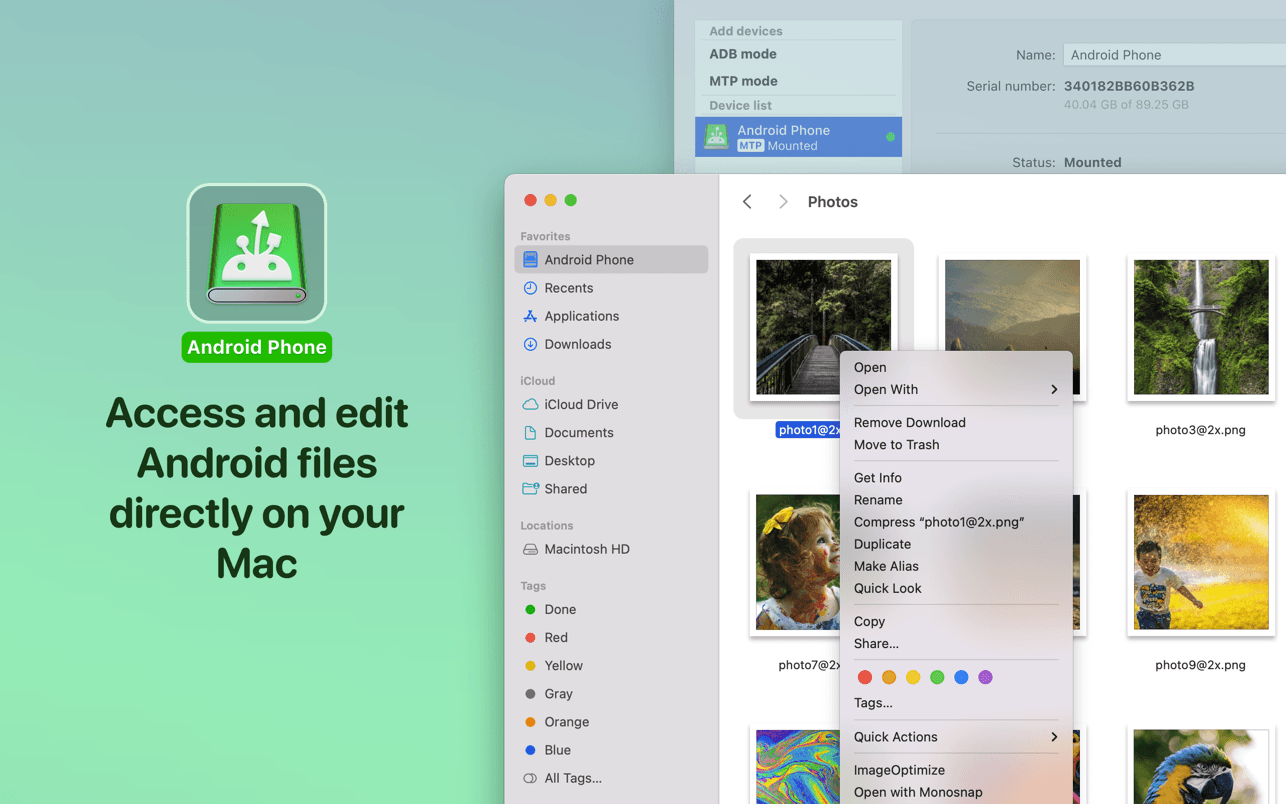 Android Phone
Access and edit
Android files
directly on your
Mac
Add devices
ADB mode
MTP mode
Device list
Android Phone
MTP Mounted
Name: Android Phone
Serial number: 340182BB60B362B
40.04 GB of 89.25 GB
Status: Mounted
Favorites
Android Phone
Recents
Applications
Downloads
iCloud
iCloud Drive
Documents
Desktop
Shared
Locations
Macintosh HD
Tags
Done
Red
Yellow
Gray
Orange
Blue
All Tags...
Photos
photo1@2x
photo3@2x.png
photo7@2x
photo9@2x.png
Open
Open With
Remove Download
Move to Trash
Get Info
Rename
Compress “photo1@2x.png”
Duplicate
Make Alias
Quick Look
Copy
Share...
Tags...
Quick Actions
ImageOptimize
Open with Monosnap